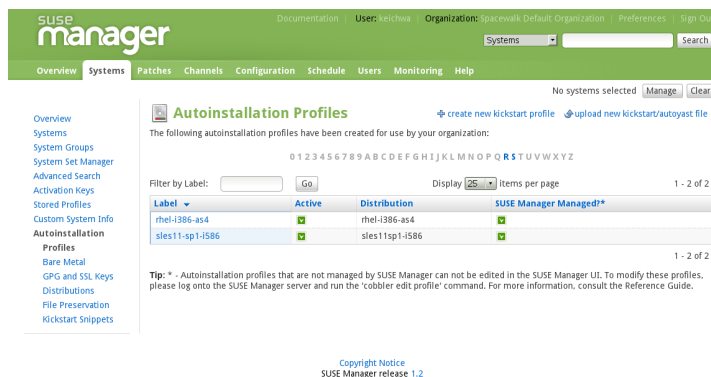 SUSE
manager
Documentation | User: keichwa | Organization: Spacewalk Default Organization | Preferences | Sign Ou
Systems Search
Overview Systems Patches Channels Configuration Schedule Users Monitoring Help
No systems selected Manage Clear
Overview
Systems
System Groups
System Set Manager
Advanced Search
Activation Keys
Stored Profiles
Custom System Info
Autoinstallation
Profiles
Bare Metal
GPG and SSL Keys
Distributions
File Preservation
Kickstart Snippets
Autoinstallation Profiles
create new kickstart profile upload new kickstart/autoyast file
The following autoinstallation profiles have been created for use by your organization:
0 1 2 3 4 5 6 7 8 9 A B C D E F G H I J K L M N O P Q R S T U V W X Y Z
Filter by Label: Go Display 25 items per page 1 - 2 of 2
Label Active Distribution SUSE Manager Managed?*
rhel-i386-as4 rhel-i386-as4
sles11-sp1-i586 sles11sp1-i586
1 - 2 of 2
Tip: * - Autoinstallation profiles that are not managed by SUSE Manager can not be edited in the SUSE Manager UI. To modify these profiles,
please log onto the SUSE Manager server and run the 'cobbler edit profile' command. For more information, consult the Reference Guide.
Copyright Notice
SUSE Manager release 1.2